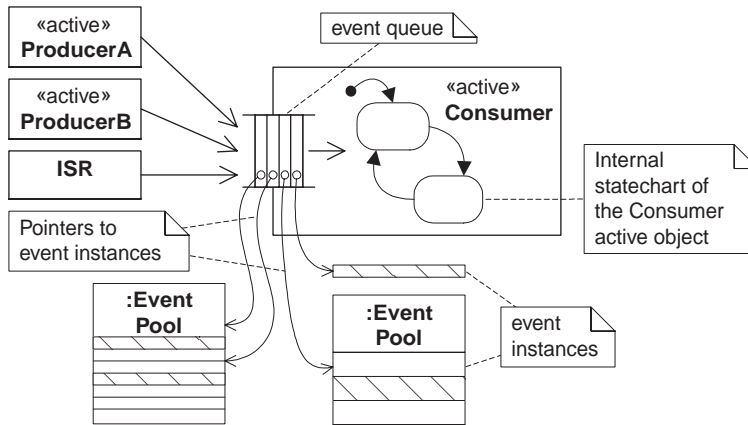 «active»
ProducerA
«active»
ProducerB
ISR
event queue
«active»
Consumer
Internal
statechart of
the Consumer
active object
Pointers to
event instances
:Event
Pool
:Event
Pool
event
instances